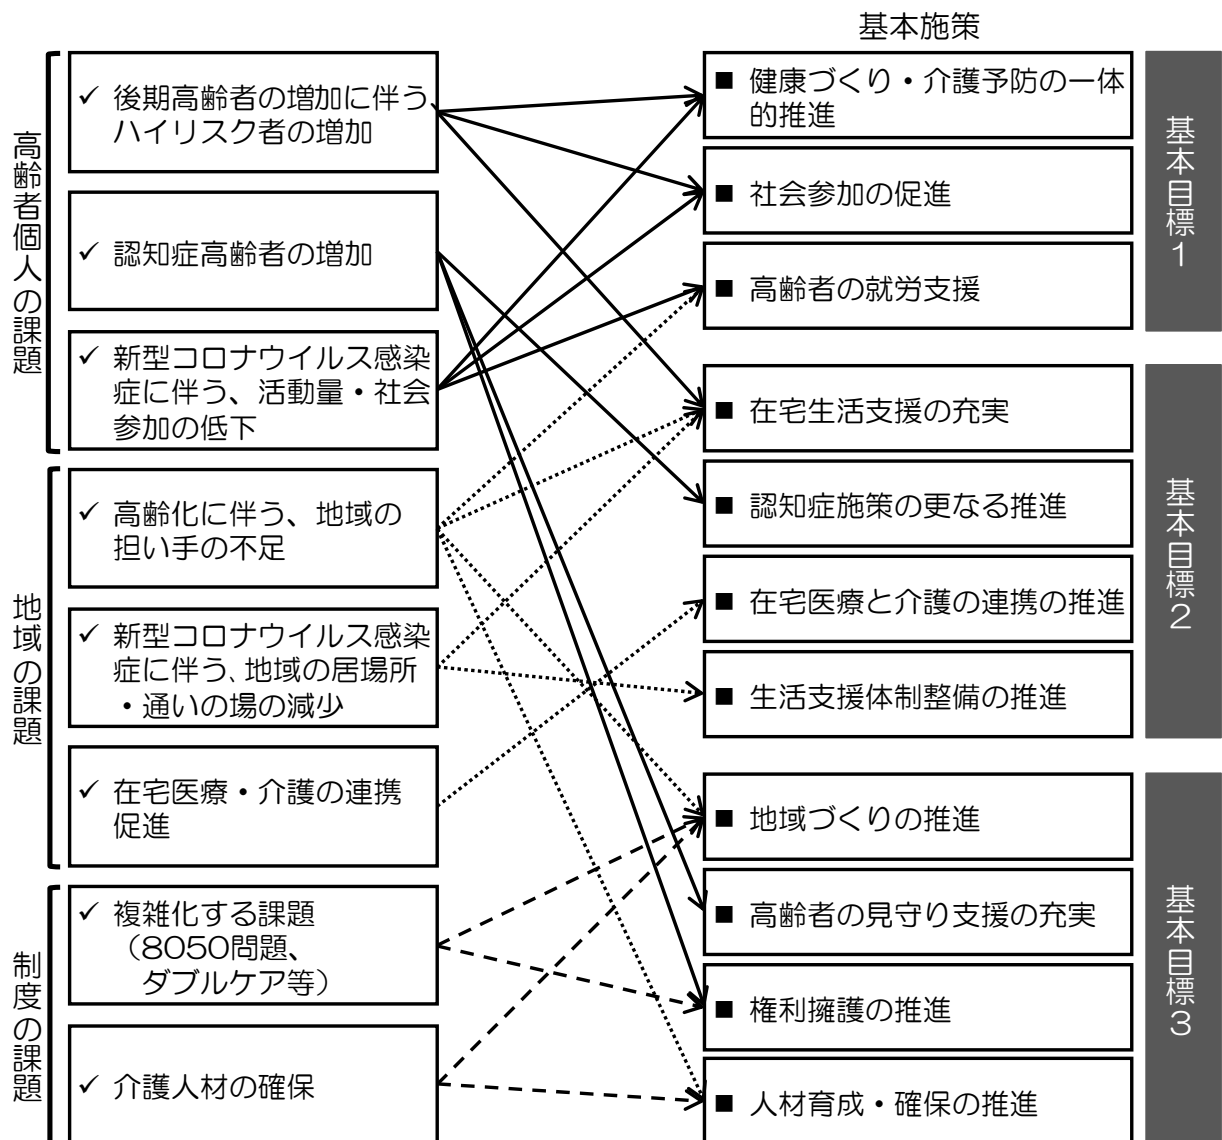 基本施策
高齢者個人の課題
✓ 後期高齢者の増加に伴う、
ハイリスク者の増加
✓ 認知症高齢者の増加
✓ 新型コロナウイルス感染
症に伴う、活動量・社会
参加の低下
地域の課題
✓ 高齢化に伴う、地域の
担い手の不足
✓ 新型コロナウイルス感染
症に伴う、地域の居場所
・通いの場の減少
✓ 在宅医療・介護の連携
促進
制度の課題
✓ 複雑化する課題
（8050問題、
ダブルケア等）
✓ 介護人材の確保
■ 健康づくり・介護予防の一体
的推進
■ 社会参加の促進
■ 高齢者の就労支援
基本目標1
■ 在宅生活支援の充実
■ 認知症施策の更なる推進
■ 在宅医療と介護の連携の推進
■ 生活支援体制整備の推進
基本目標2
■ 地域づくりの推進
■ 高齢者の見守り支援の充実
■ 権利擁護の推進
■ 人材育成・確保の推進
基本目標3